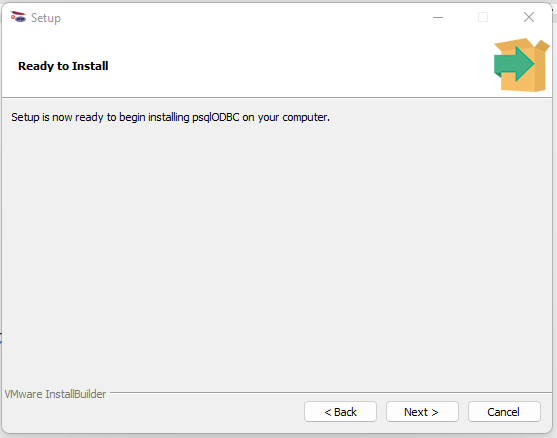 Setup
Ready to Install
Setup is now ready to begin installing psqlODBC on your computer.
VMware InstallBuilder
< Back
Next >
Cancel